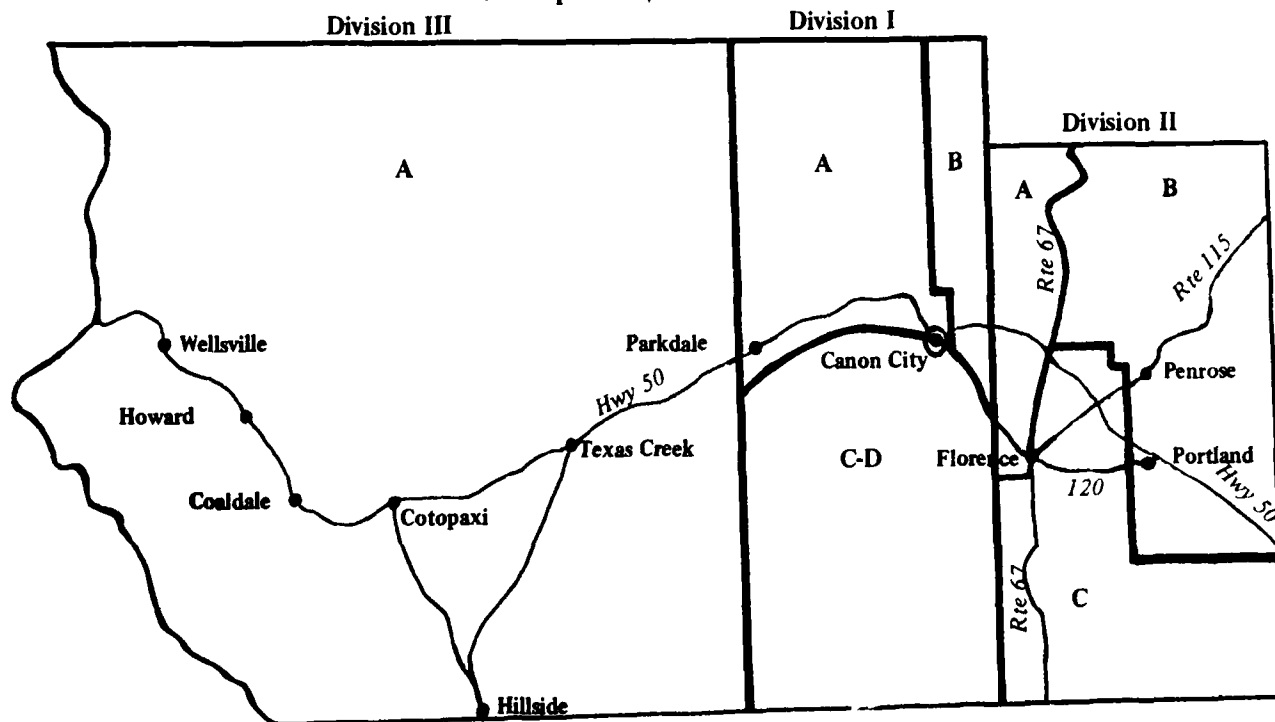 Division III
Division I
Division II
A
A
B
A
B
Rte 67
Rte 115
Wellsville
Parkdale
Canon City
Penrose
Howard
Hwy 50
Texas Creek
C-D
Florence
Portland
Coaldale
Cotopaxi
120
Hwy 50
Rte 67
C
Hillside